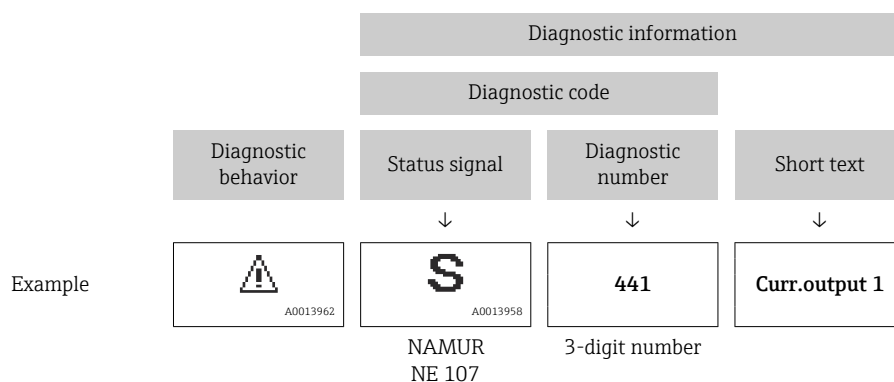 Diagnostic information
Diagnostic code
Diagnostic
behavior
Status signal
Diagnostic
number
Short text
↓ ↓ ↓
Example
A0013962
S
A0013958
441
Curr.output 1
NAMUR
NE 107
3-digit number